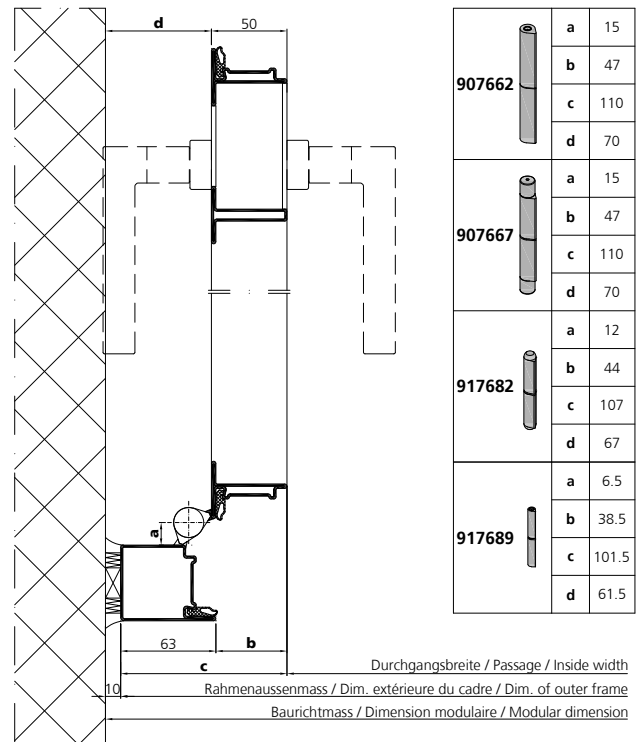 d
50
a
63
b
c
10
Durchgangsbreite / Passage / Inside width
Rahmenaussenmass / Dim. extérieure du cadre / Dim. of outer frame
Baurichtmass / Dimension modulaire / Modular dimension
907662
a 15
b 47
c 110
d 70
907667
a 15
b 47
c 110
d 70
917682
a 12
b 44
c 107
d 67
917689
a 6.5
b 38.5
c 101.5
d 61.5